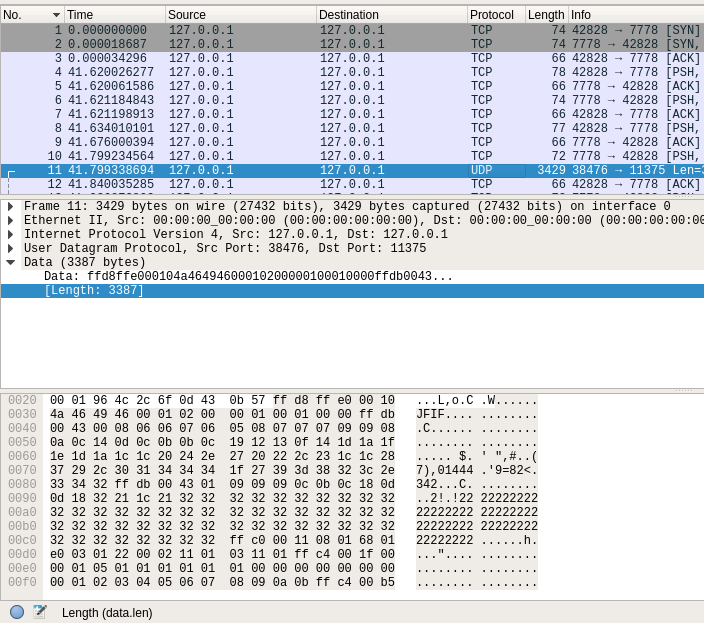 No. Time Source Destination Protocol Length Info
1 0.000000000 127.0.0.1 127.0.0.1 TCP 74 42828 → 7778 [SYN]
2 0.000018687 127.0.0.1 127.0.0.1 TCP 74 7778 → 42828 [SYN,
3 0.000034296 127.0.0.1 127.0.0.1 TCP 66 42828 → 7778 [ACK]
4 41.620026277 127.0.0.1 127.0.0.1 TCP 78 42828 → 7778 [PSH,
5 41.620061586 127.0.0.1 127.0.0.1 TCP 66 7778 → 42828 [ACK]
6 41.621184843 127.0.0.1 127.0.0.1 TCP 74 7778 → 42828 [PSH,
7 41.621198913 127.0.0.1 127.0.0.1 TCP 66 42828 → 7778 [ACK]
8 41.634010101 127.0.0.1 127.0.0.1 TCP 77 42828 → 7778 [PSH,
9 41.676000394 127.0.0.1 127.0.0.1 TCP 66 7778 → 42828 [ACK]
10 41.799234564 127.0.0.1 127.0.0.1 TCP 72 7778 → 42828 [PSH,
11 41.799338694 127.0.0.1 127.0.0.1 UDP 3429 38476 → 11375 Len=3
12 41.840035285 127.0.0.1 127.0.0.1 TCP 66 42828 → 7778 [ACK]
Frame 11: 3429 bytes on wire (27432 bits), 3429 bytes captured (27432 bits) on interface 0
Ethernet II, Src: 00:00:00_00:00:00 (00:00:00:00:00:00), Dst: 00:00:00_00:00:00 (00:00:00:00
Internet Protocol Version 4, Src: 127.0.0.1, Dst: 127.0.0.1
User Datagram Protocol, Src Port: 38476, Dst Port: 11375
Data (3387 bytes)
Data: ffd8ffe000104a46494600010200000100010000ffdb0043...
[Length: 3387]
0020 00 01 96 4c 2c 6f 0d 43 0b 57 ff d8 ff e0 00 10 ...L,o.C .W......
0030 4a 46 49 46 00 01 02 00 00 01 00 01 00 00 ff db JFIF.... ........
0040 00 43 00 08 06 06 07 06 05 08 07 07 07 09 09 08 .C...... ........
0050 0a 0c 14 0d 0c 0b 0b 0c 19 12 13 0f 14 1d 1a 1f ........ ........
0060 1e 1d 1a 1c 1c 20 24 2e 27 20 22 2c 23 1c 1c 28 ..... $. ' ",#..(
0070 37 29 2c 30 31 34 34 34 1f 27 39 3d 38 32 3c 2e 7),01444 .'9=82<.
0080 33 34 32 ff db 00 43 01 09 09 09 0c 0b 0c 18 0d 342...C. ........
0090 0d 18 32 21 1c 21 32 32 32 32 32 32 32 32 32 32 ..2!.!22 22222222
00a0 32 32 32 32 32 32 32 32 32 32 32 32 32 32 32 32 22222222 22222222
00b0 32 32 32 32 32 32 32 32 32 32 32 32 32 32 32 32 22222222 22222222
00c0 32 32 32 32 32 32 32 32 ff c0 00 11 08 01 68 01 22222222 ......h.
00d0 e0 03 01 22 00 02 11 01 03 11 01 ff c4 00 1f 00 ...".... ........
00e0 00 01 05 01 01 01 01 01 01 00 00 00 00 00 00 00 ........ ........
00f0 00 01 02 03 04 05 06 07 08 09 0a 0b ff c4 00 b5 ........ ........
Length (data.len)